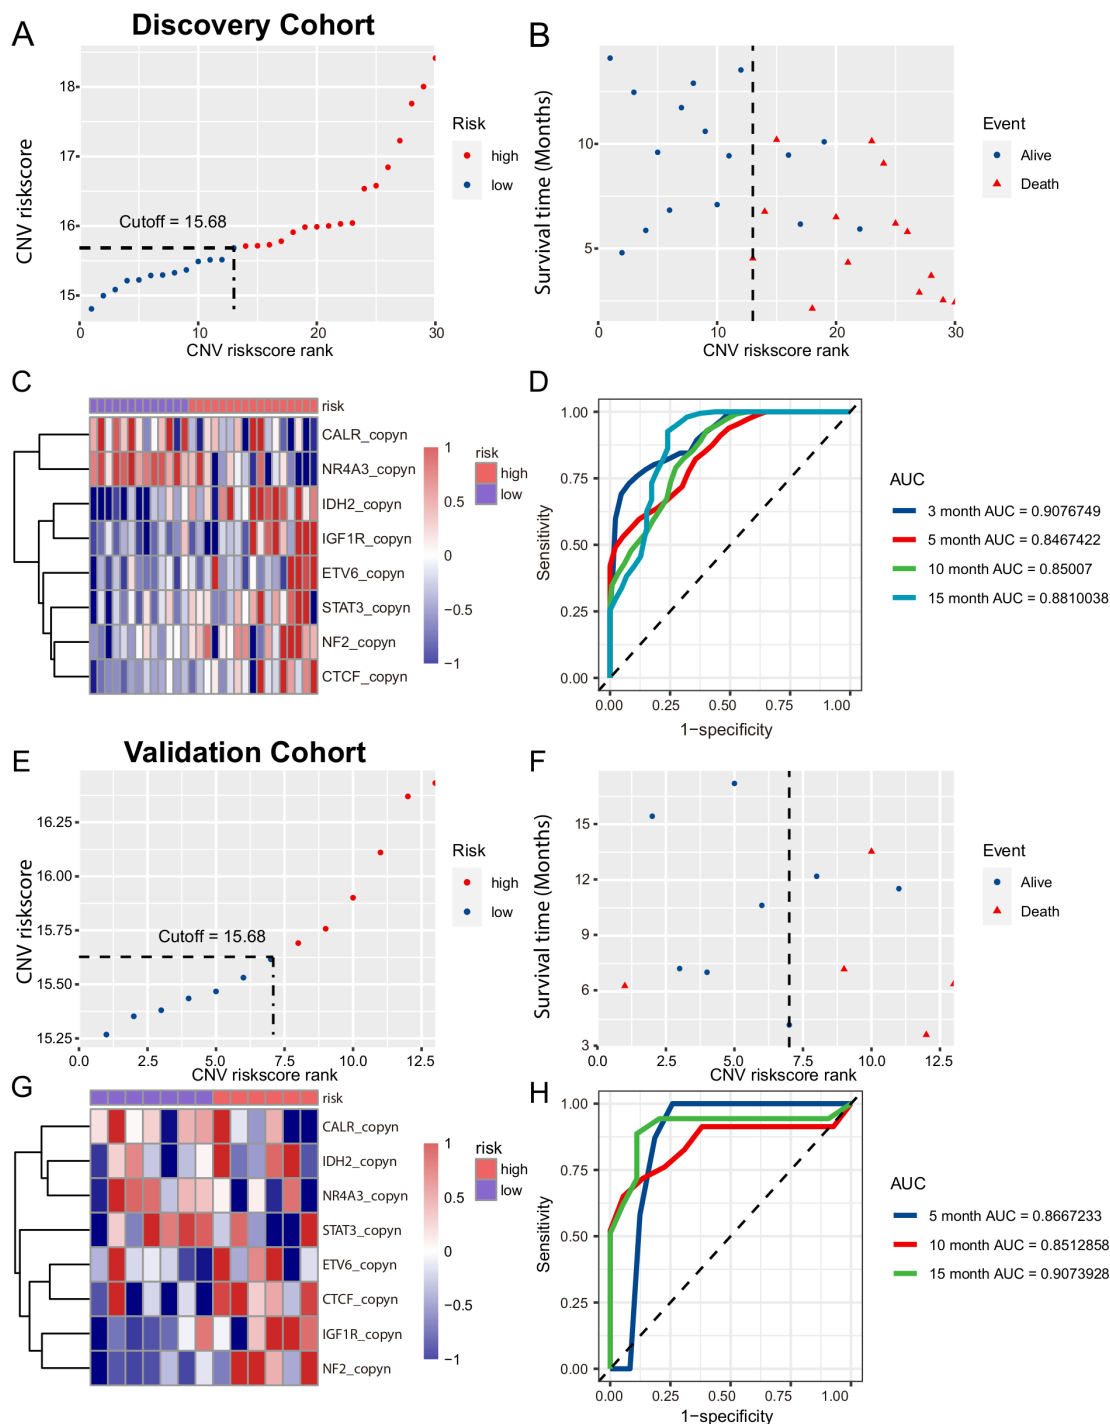 A
Discovery Cohort
CNV riskscore
18
17
16
15
Cutoff = 15.68
0
10
20
30
CNV riskscore rank
Risk
high
low
B
Survival time (Months)
10
5
0
10
20
30
CNV riskscore rank
Event
Alive
Death
C
risk
CALR_copyn
NR4A3_copyn
IDH2_copyn
IGF1R_copyn
ETV6_copyn
STAT3_copyn
NF2_copyn
CTCF_copyn
1
0.5
0
−0.5
−1
risk
high
low
D
Sensitivity
1.00
0.75
0.50
0.25
0.00
0.00
0.25
0.50
0.75
1.00
1−specificity
AUC
3 month AUC = 0.9076749
5 month AUC = 0.8467422
10 month AUC = 0.85007
15 month AUC = 0.8810038
E
Validation Cohort
CNV riskscore
16.25
16.00
15.75
15.50
15.25
Cutoff = 15.68
0.0
2.5
5.0
7.5
10.0
12.5
CNV riskscore rank
Risk
high
low
F
Survival time (Months)
15
12
9
6
3
0.0
2.5
5.0
7.5
10.0
12.5
CNV riskscore rank
Event
Alive
Death
G
risk
CALR_copyn
IDH2_copyn
NR4A3_copyn
STAT3_copyn
ETV6_copyn
CTCF_copyn
IGF1R_copyn
NF2_copyn
1
0.5
0
−0.5
−1
risk
high
low
H
Sensitivity
1.00
0.75
0.50
0.25
0.00
0.00
0.25
0.50
0.75
1.00
1−specificity
AUC
5 month AUC = 0.8667233
10 month AUC = 0.8512858
15 month AUC = 0.9073928